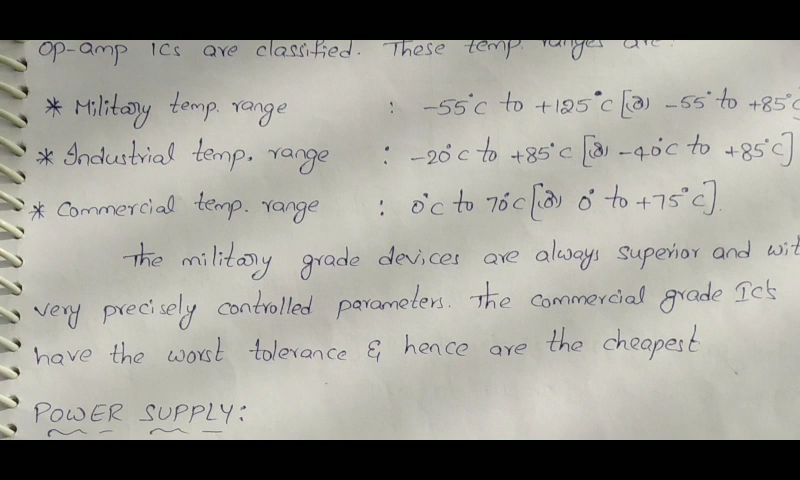 Op-amp ICs are classified. These temp. ranges are:
* Military temp. range : -55°C to +125°C [(or) -55° to +85°C
* Industrial temp. range : -20°C to +85°C [(or) -40°C to +85°C]
* Commercial temp. range : 0°C to 70°C [(or) 0° to +75°C].
The military grade devices are always superior and wit
very precisely controlled parameters. The commercial grade IC's
have the worst tolerance & hence are the cheapest
POWER SUPPLY: